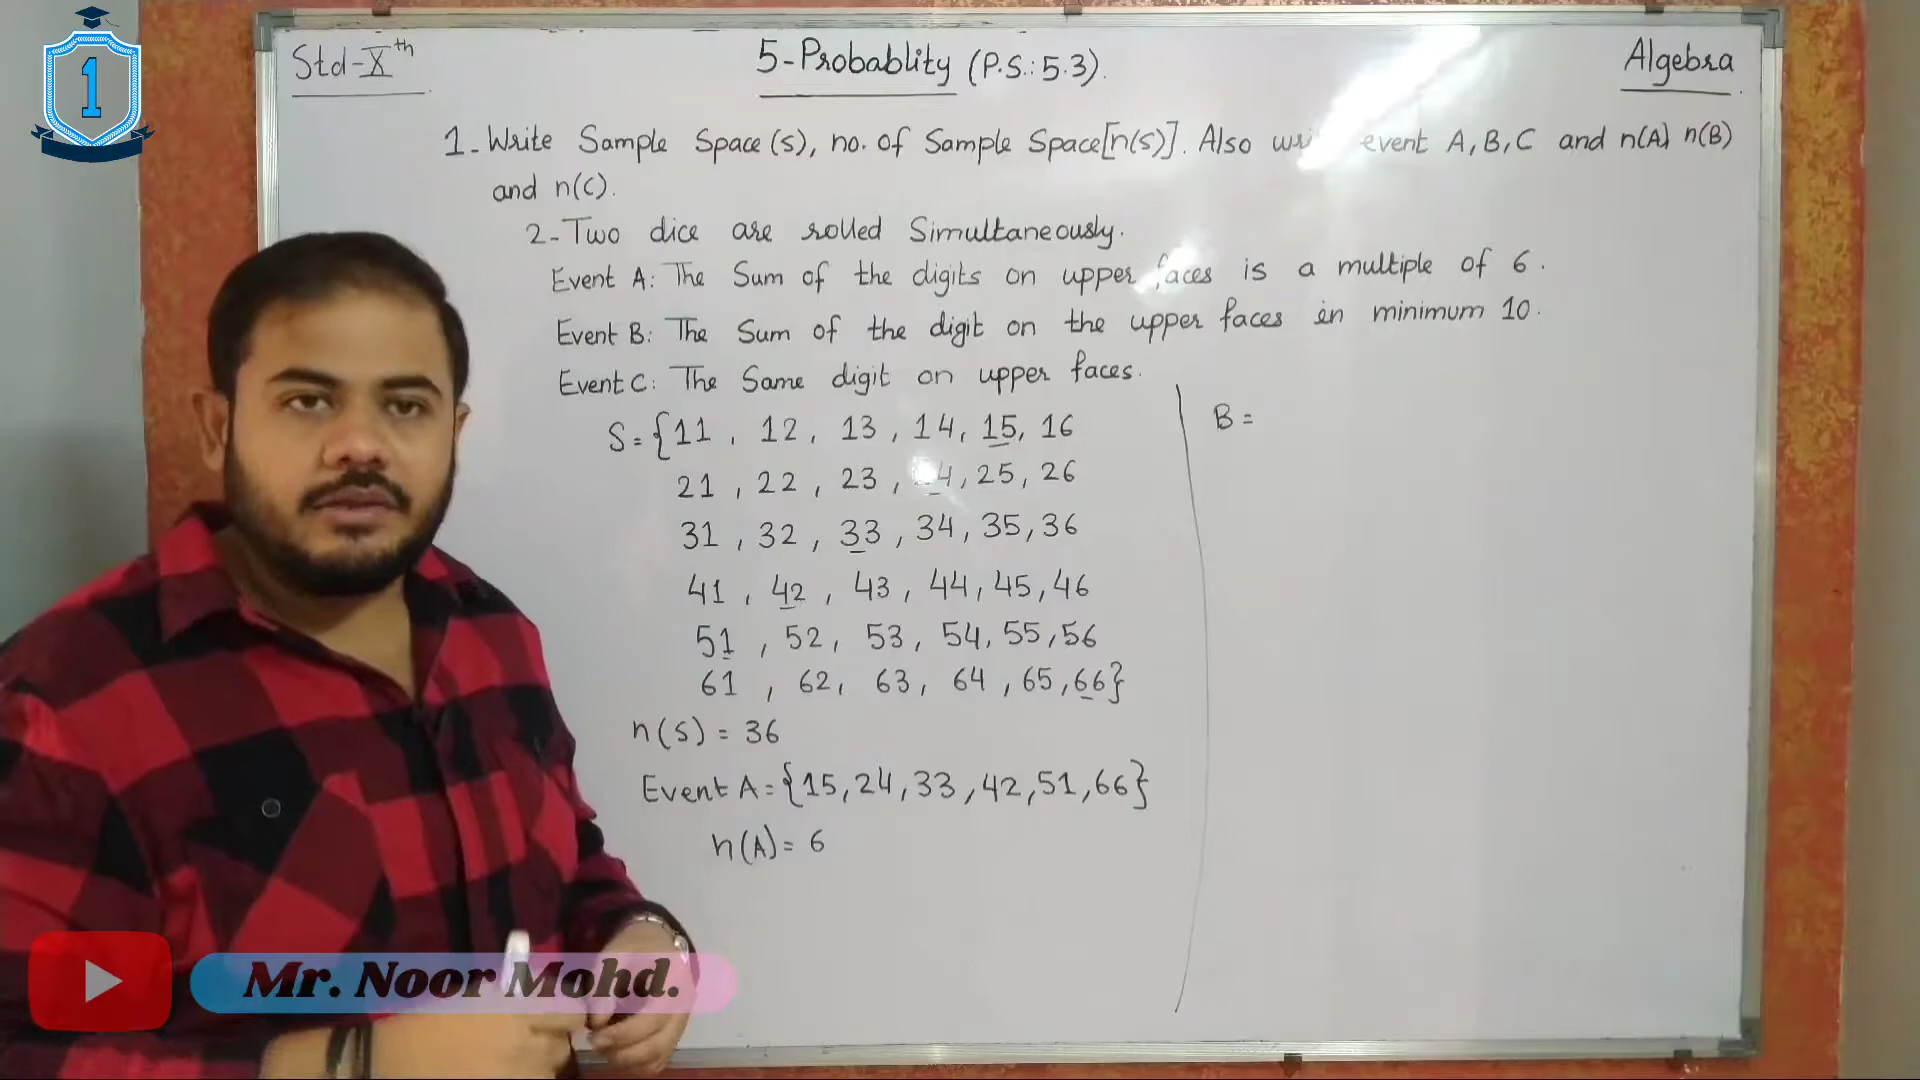 1
Std-Xth
5-Probablity (P.S.: 5.3).
Algebra
1-Write Sample Space (s), no. of Sample Space[n(s)]. Also event A, B, C and n(A) n(B)
and n(c).
2-Two dice are rolled Simultaneously.
Event A: The Sum of the digits on upper faces is a multiple of 6.
Event B: The Sum of the digit on the upper faces in minimum 10.
Event C: The Same digit on upper faces.
S = {11, 12, 13, 14, 15, 16
21, 22, 23, 24, 25, 26
31, 32, 33, 34, 35, 36
41, 42, 43, 44, 45, 46
51, 52, 53, 54, 55, 56
61, 62, 63, 64, 65, 66}
n(s) = 36
Event A = {15, 24, 33, 42, 51, 66}
n(A) = 6
B =
Mr. Noor Mohd.